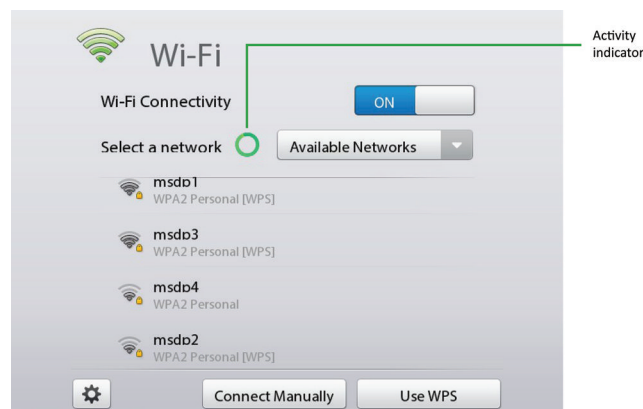 Activity
indicator
Wi-Fi
Wi-Fi Connectivity
ON
Select a network
Available Networks
msdp1
WPA2 Personal [WPS]
msdp3
WPA2 Personal [WPS]
msdp4
WPA2 Personal
msdp2
WPA2 Personal [WPS]
Connect Manually
Use WPS